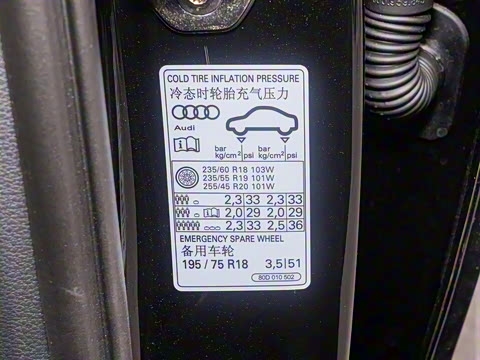 COLD TIRE INFLATION PRESSURE
冷态时轮胎充气压力
Audi
bar bar
kg/cm² psi kg/cm² psi
235/60 R18 103W
235/55 R19 101W
255/45 R20 101W
2,3 33 2,3 33
2,0 29 2,0 29
2,3 33 2,5 36
EMERGENCY SPARE WHEEL
备用车轮
195 / 75 R18 3,5 51
80D 010 502